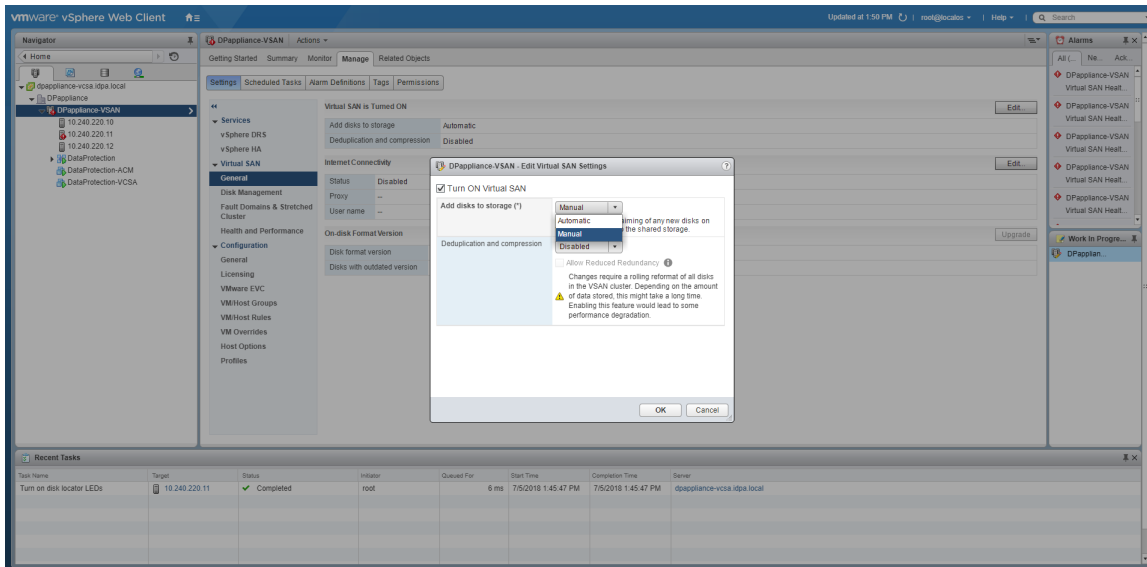 vmware® vSphere Web Client
Updated at 1:50 PM | root@localos | Help | Search
Navigator
Home
dpappliance-vcsa.idpa.local
DPappliance
DPappliance-VSAN
10.240.220.10
10.240.220.11
10.240.220.12
DataProtection
DataProtection-ACM
DataProtection-VCSA
DPappliance-VSAN Actions
Getting Started Summary Monitor Manage Related Objects
Settings Scheduled Tasks Alarm Definitions Tags Permissions
Services
vSphere DRS
vSphere HA
Virtual SAN
General
Disk Management
Fault Domains & Stretched
Cluster
Health and Performance
Configuration
General
Licensing
VMware EVC
VM/Host Groups
VM/Host Rules
VM Overrides
Host Options
Profiles
Virtual SAN is Turned ON Edit...
Add disks to storage Automatic
Deduplication and compression Disabled
Internet Connectivity Edit...
Status Disabled
Proxy --
User name --
On-disk Format Version Upgrade
Disk format version
Disks with outdated version
DPappliance-VSAN - Edit Virtual SAN Settings ?
Turn ON Virtual SAN
Add disks to storage (*) Manual
Automatic
Manual
aiming of any new disks on
the shared storage.
Deduplication and compression Disabled
Allow Reduced Redundancy
Changes require a rolling reformat of all disks
in the VSAN cluster. Depending on the amount
of data stored, this might take a long time.
Enabling this feature would lead to some
performance degradation.
OK Cancel
Alarms
All (... Ne... Ack...
DPappliance-VSAN
Virtual SAN Healt...
DPappliance-VSAN
Virtual SAN Healt...
DPappliance-VSAN
Virtual SAN Healt...
DPappliance-VSAN
Virtual SAN Healt...
DPappliance-VSAN
Virtual SAN Healt...
Work In Progre...
DPapplian...
Recent Tasks
Task Name Target Status Initiator Queued For Start Time Completion Time Server
Turn on disk locator LEDs 10.240.220.11 Completed root 6 ms 7/5/2018 1:45:47 PM 7/5/2018 1:45:47 PM dpappliance-vcsa.idpa.local